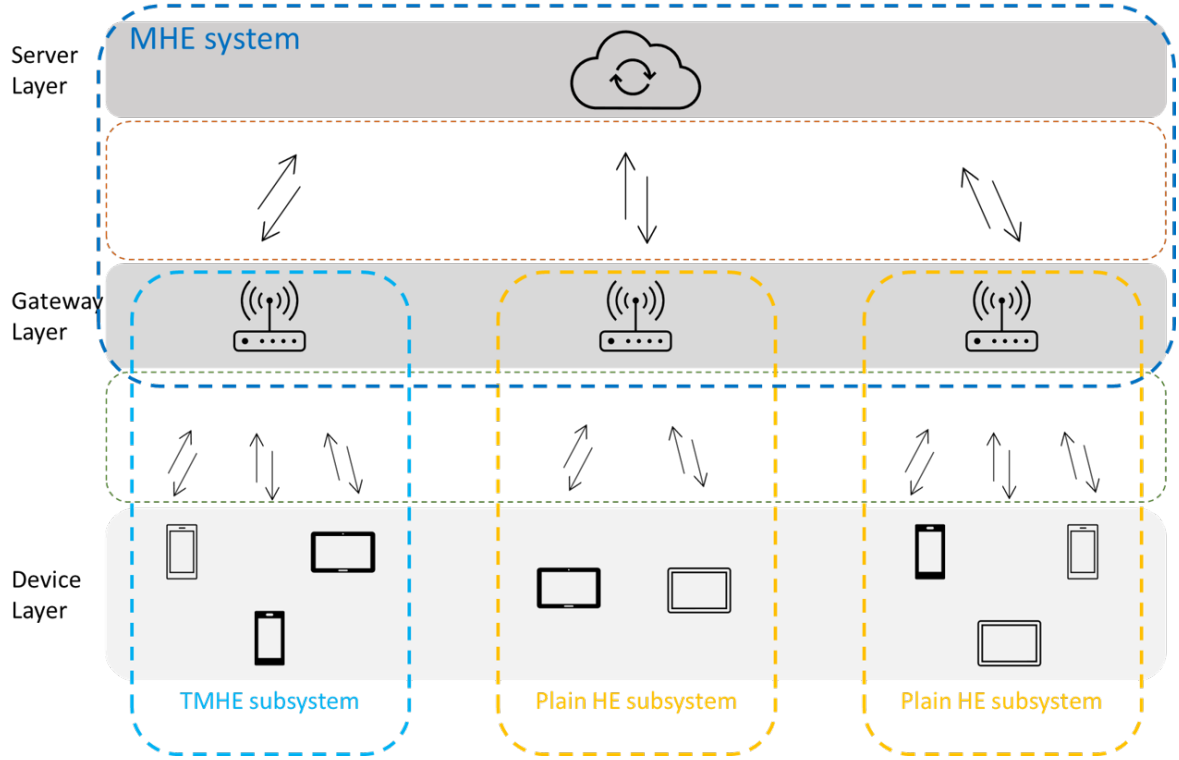 MHE system
Server
Layer
Gateway
Layer
Device
Layer
TMHE subsystem
Plain HE subsystem
Plain HE subsystem